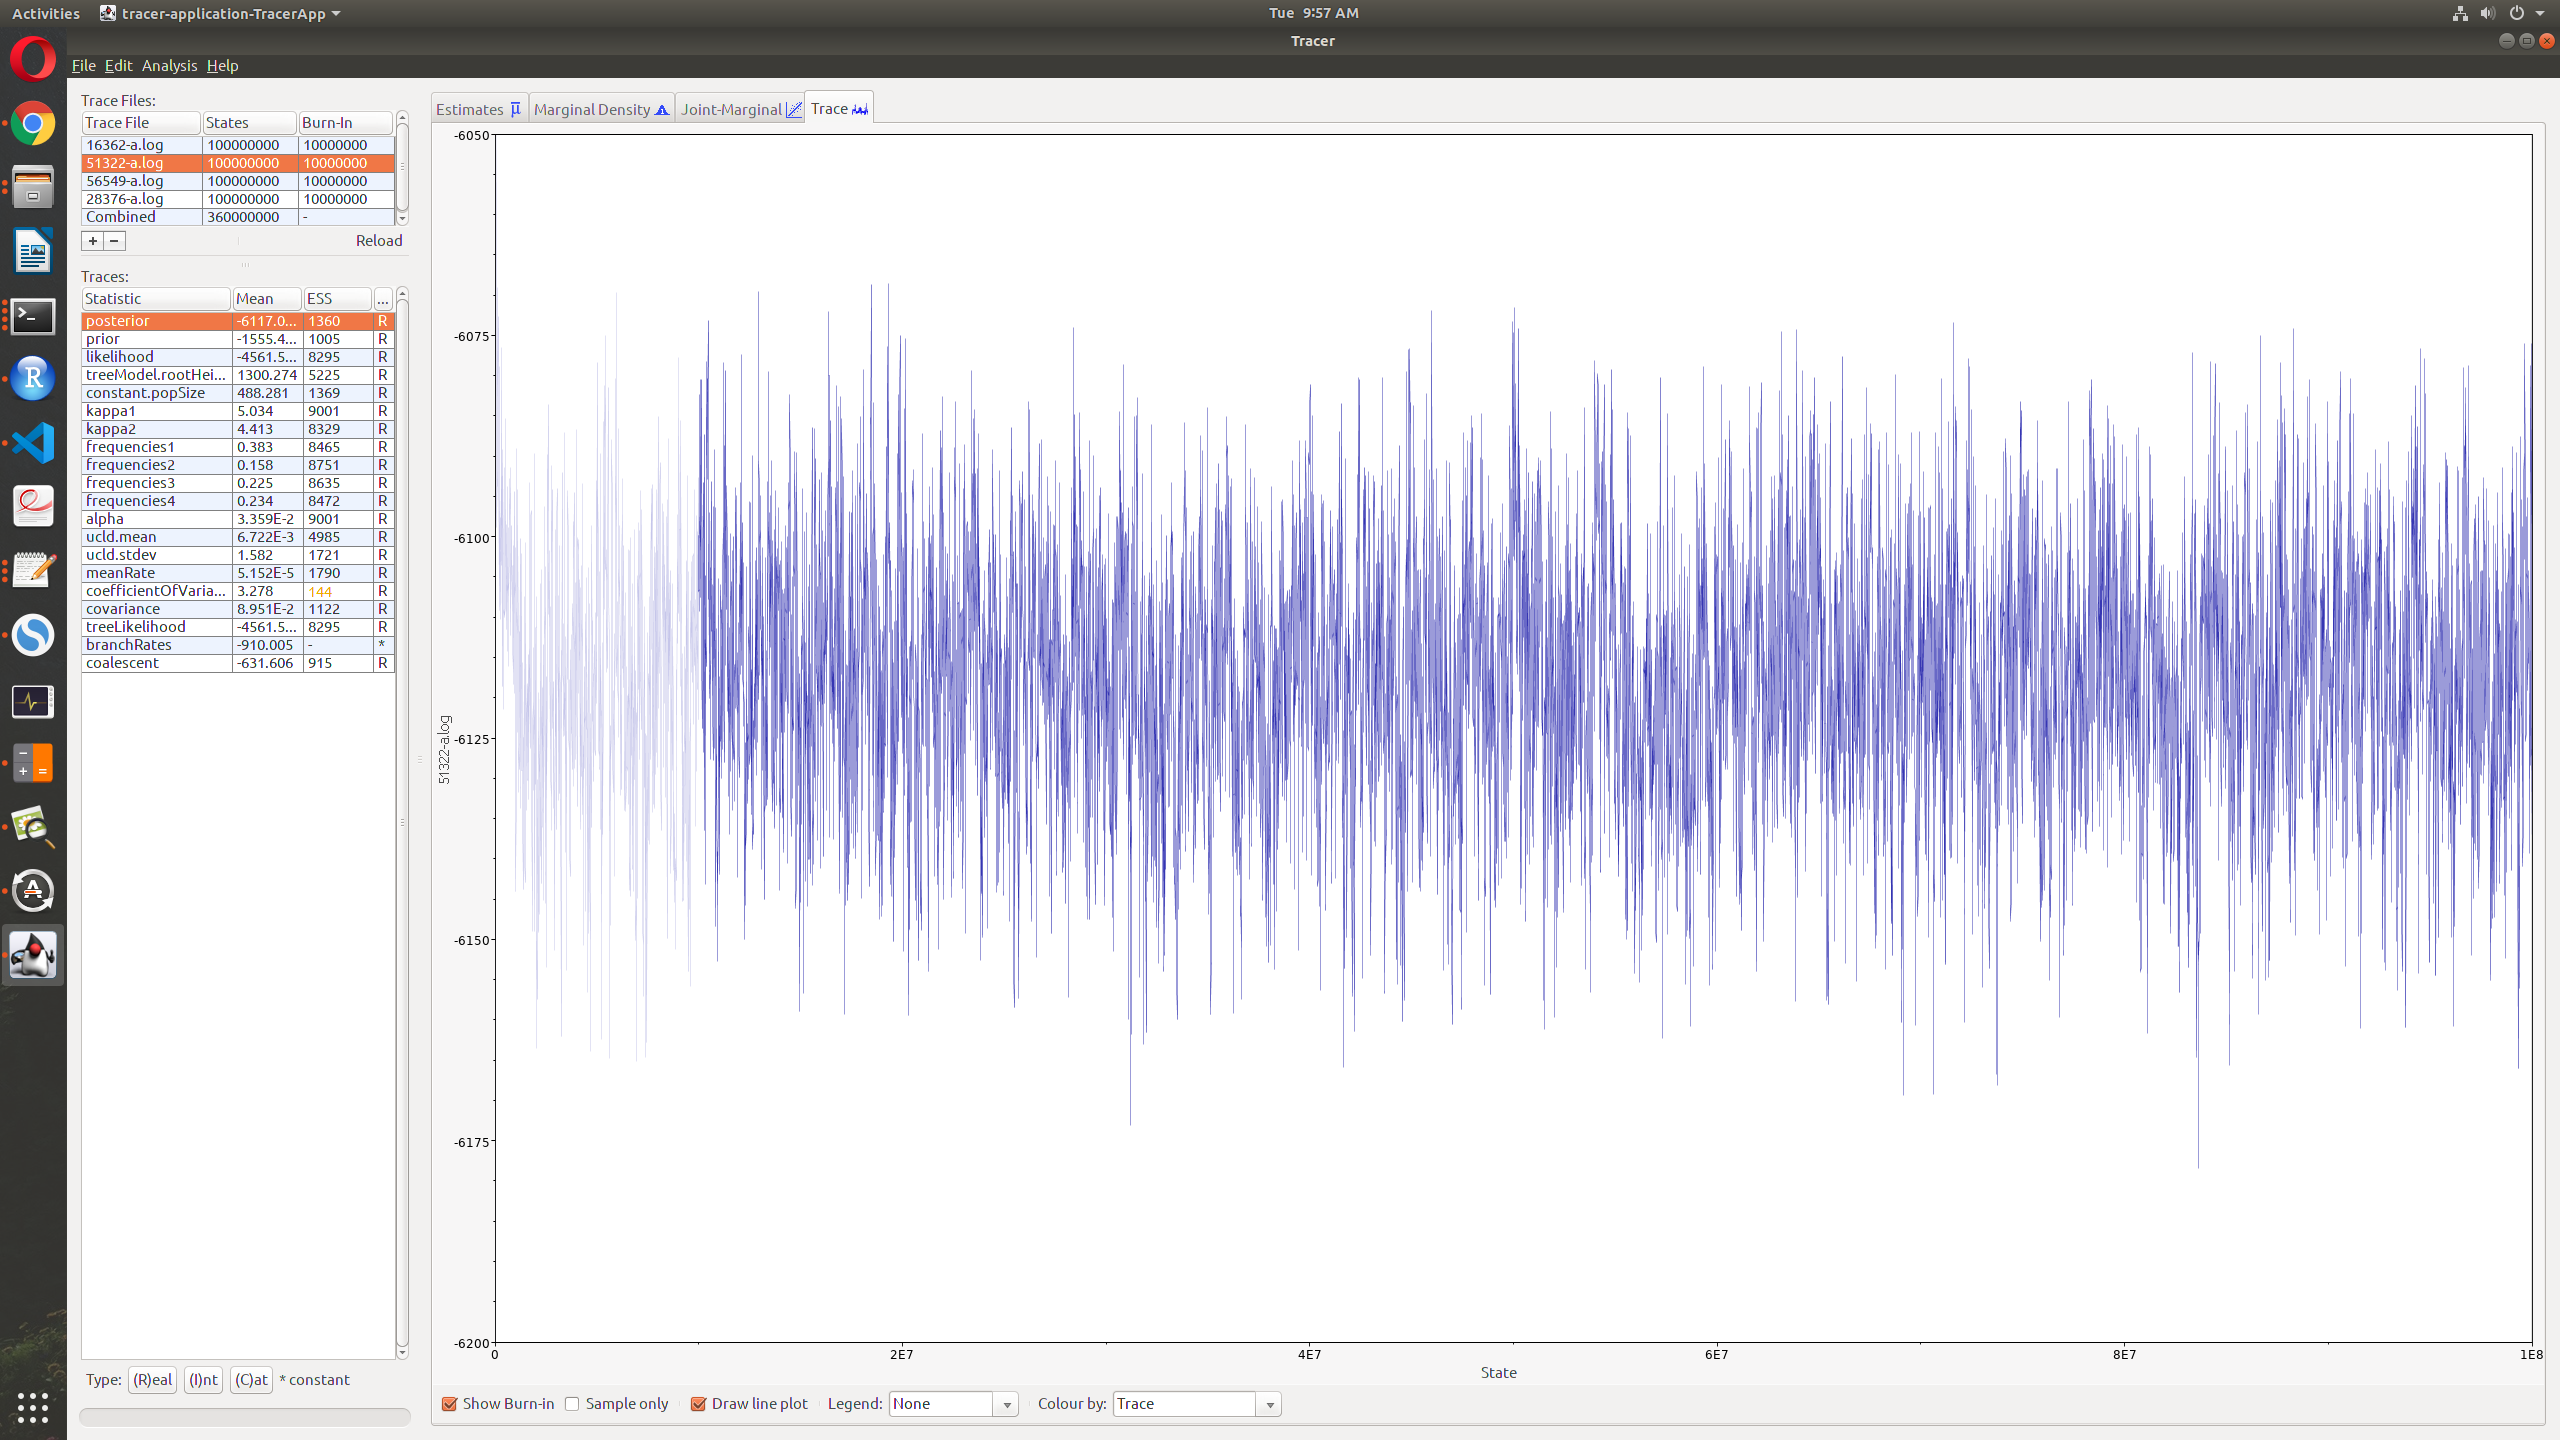 Activities tracer-application-TracerApp Tue 9:57 AM
Tracer
File Edit Analysis Help
Trace Files:
Trace File States Burn-In
16362-a.log 100000000 10000000
51322-a.log 100000000 10000000
56549-a.log 100000000 10000000
28376-a.log 100000000 10000000
Combined 360000000 -
+ − Reload
Traces:
Statistic Mean ESS ...
posterior -6117.0... 1360 R
prior -1555.4... 1005 R
likelihood -4561.5... 8295 R
treeModel.rootHei... 1300.274 5225 R
constant.popSize 488.281 1369 R
kappa1 5.034 9001 R
kappa2 4.413 8329 R
frequencies1 0.383 8465 R
frequencies2 0.158 8751 R
frequencies3 0.225 8635 R
frequencies4 0.234 8472 R
alpha 3.359E-2 9001 R
ucld.mean 6.722E-3 4985 R
ucld.stdev 1.582 1721 R
meanRate 5.152E-5 1790 R
coefficientOfVaria... 3.278 144 R
covariance 8.951E-2 1122 R
treeLikelihood -4561.5... 8295 R
branchRates -910.005 - *
coalescent -631.606 915 R
Type: (R)eal (I)nt (C)at * constant
Estimates μ Marginal Density Joint-Marginal Trace
-6050
-6075
-6100
-6125
-6150
-6175
-6200
51322-a.log
0 2E7 4E7 6E7 8E7 1E8
State
Show Burn-in Sample only Draw line plot Legend: None Colour by: Trace